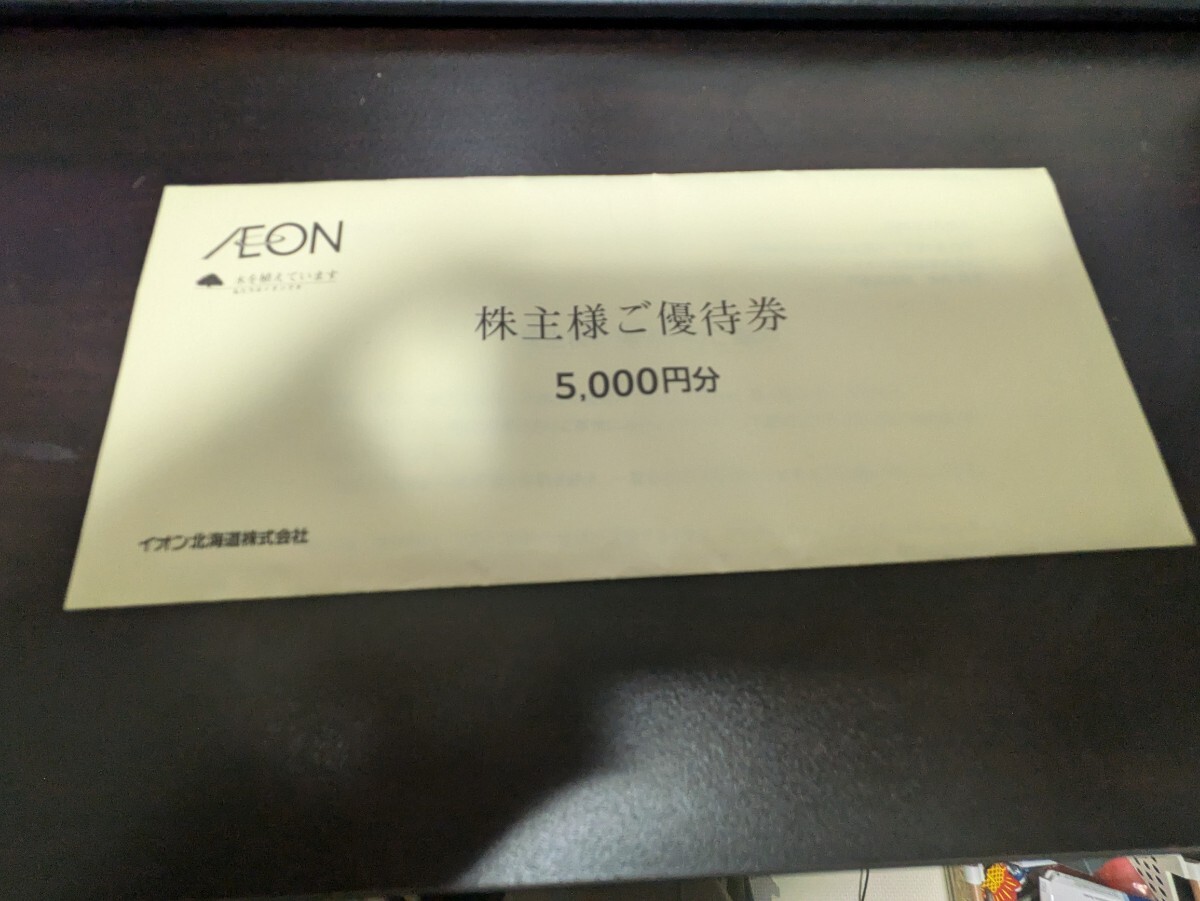 ÆON
木を植えています
株主様ご優待券
5,000円分
イオン北海道株式会社